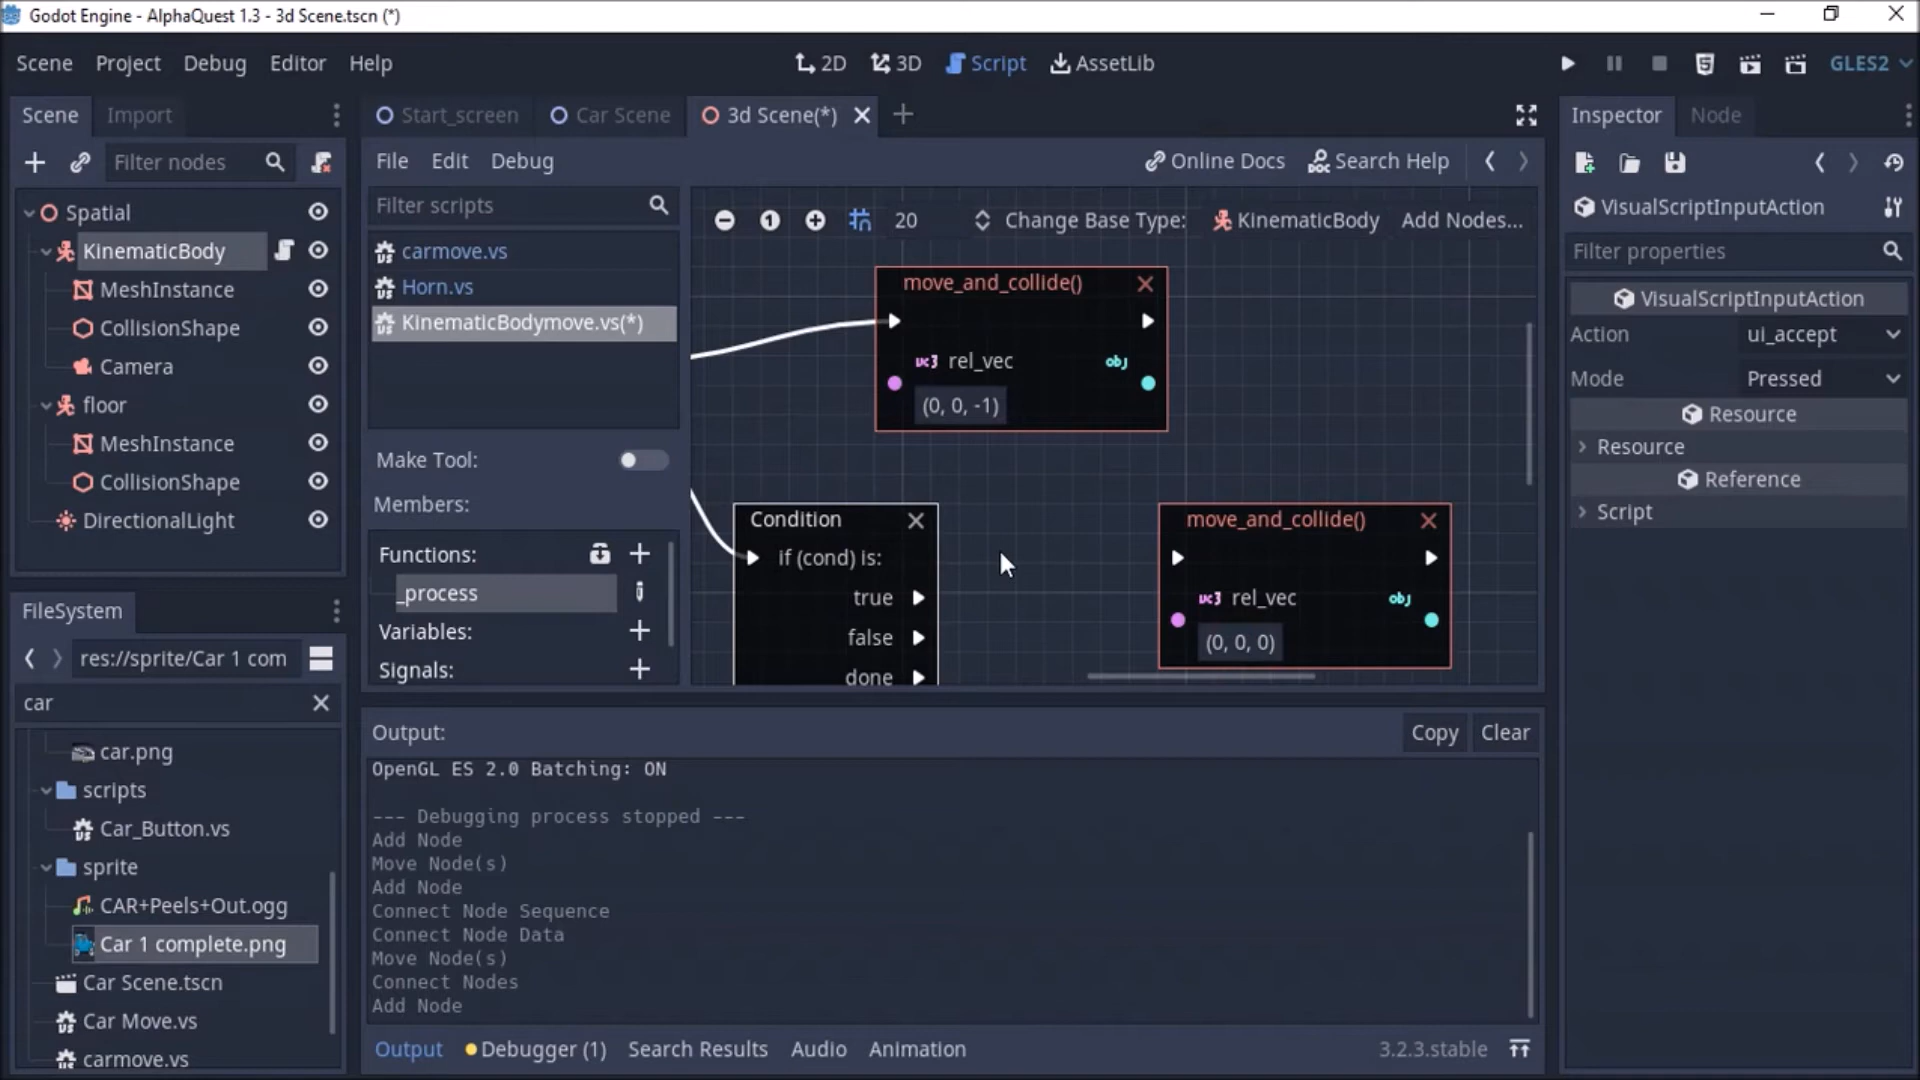 Godot Engine - AlphaQuest 1.3 - 3d Scene.tscn (*)
Scene Project Debug Editor Help
2D 3D Script AssetLib
GLES2
Scene Import
Filter nodes
Spatial
KinematicBody
MeshInstance
CollisionShape
Camera
floor
MeshInstance
CollisionShape
DirectionalLight
FileSystem
res://sprite/Car 1 com
car
car.png
scripts
Car_Button.vs
sprite
CAR+Peels+Out.ogg
Car 1 complete.png
Car Scene.tscn
Car Move.vs
carmove.vs
Start_screen Car Scene 3d Scene(*)
File Edit Debug
Online Docs Search Help
Filter scripts
carmove.vs
Horn.vs
KinematicBodymove.vs(*)
Make Tool:
Members:
Functions:
_process
Variables:
Signals:
20 Change Base Type: KinematicBody Add Nodes...
move_and_collide()
rel_vec
obj
(0, 0, -1)
Condition
if (cond) is:
true
false
done
move_and_collide()
rel_vec
obj
(0, 0, 0)
Output:
Copy Clear
OpenGL ES 2.0 Batching: ON
--- Debugging process stopped ---
Add Node
Move Node(s)
Add Node
Connect Node Sequence
Connect Node Data
Move Node(s)
Connect Nodes
Add Node
Output Debugger (1) Search Results Audio Animation
3.2.3.stable
Inspector Node
VisualScriptInputAction
Filter properties
VisualScriptInputAction
Action ui_accept
Mode Pressed
Resource
Resource
Reference
Script